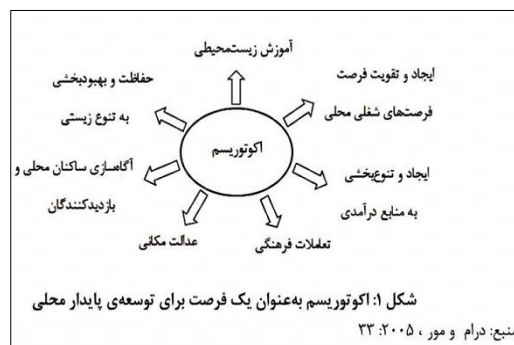 آموزش زیست‌محیطی
ایجاد و تقویت فرصت
فرصت‌های شغلی محلی
حفاظت و بهبودبخشی
به تنوع زیستی
اکوتوریسم
آگاه‌سازی ساکنان محلی و
بازدیدکنندگان
ایجاد و تنوع‌بخشی
به منابع درآمدی
عدالت مکانی
تعاملات فرهنگی
شکل ۱: اکوتوریسم به‌عنوان یک فرصت برای توسعه‌ی پایدار محلی
منبع: درام و مور ، ۲۰۰۵: ۳۳